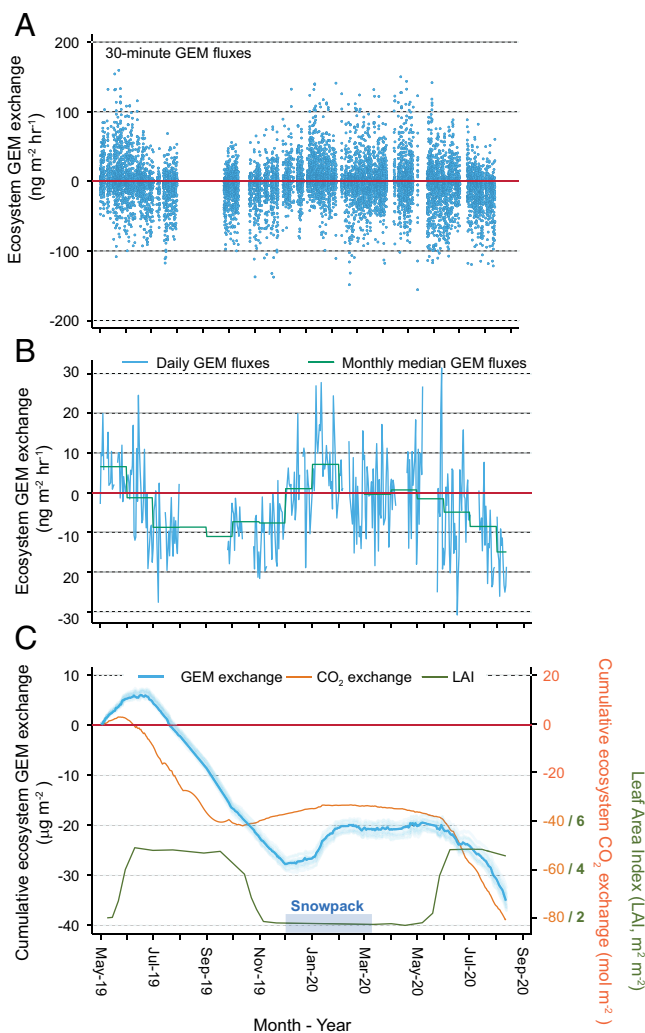 A
200
30-minute GEM fluxes
100
0
-100
-200
Ecosystem GEM exchange
(ng m⁻² hr⁻¹)
B
Daily GEM fluxes
Monthly median GEM fluxes
30
20
10
0
-10
20
-30
Ecosystem GEM exchange
(ng m⁻² hr⁻¹)
C
GEM exchange
CO₂ exchange
LAI
10
0
-10
-20
-30
-40
Cumulative ecosystem GEM exchange
(µg m⁻²)
20
0
-20
-40 / 6
-60 / 4
-80 / 2
Cumulative ecosystem CO₂
exchange (mol m⁻²)
Leaf Area Index (LAI, m² m⁻²)
Snowpack
May-19
Jul-19
Sep-19
Nov-19
Jan-20
Mar-20
May-20
Jul-20
Sep-20
Month - Year